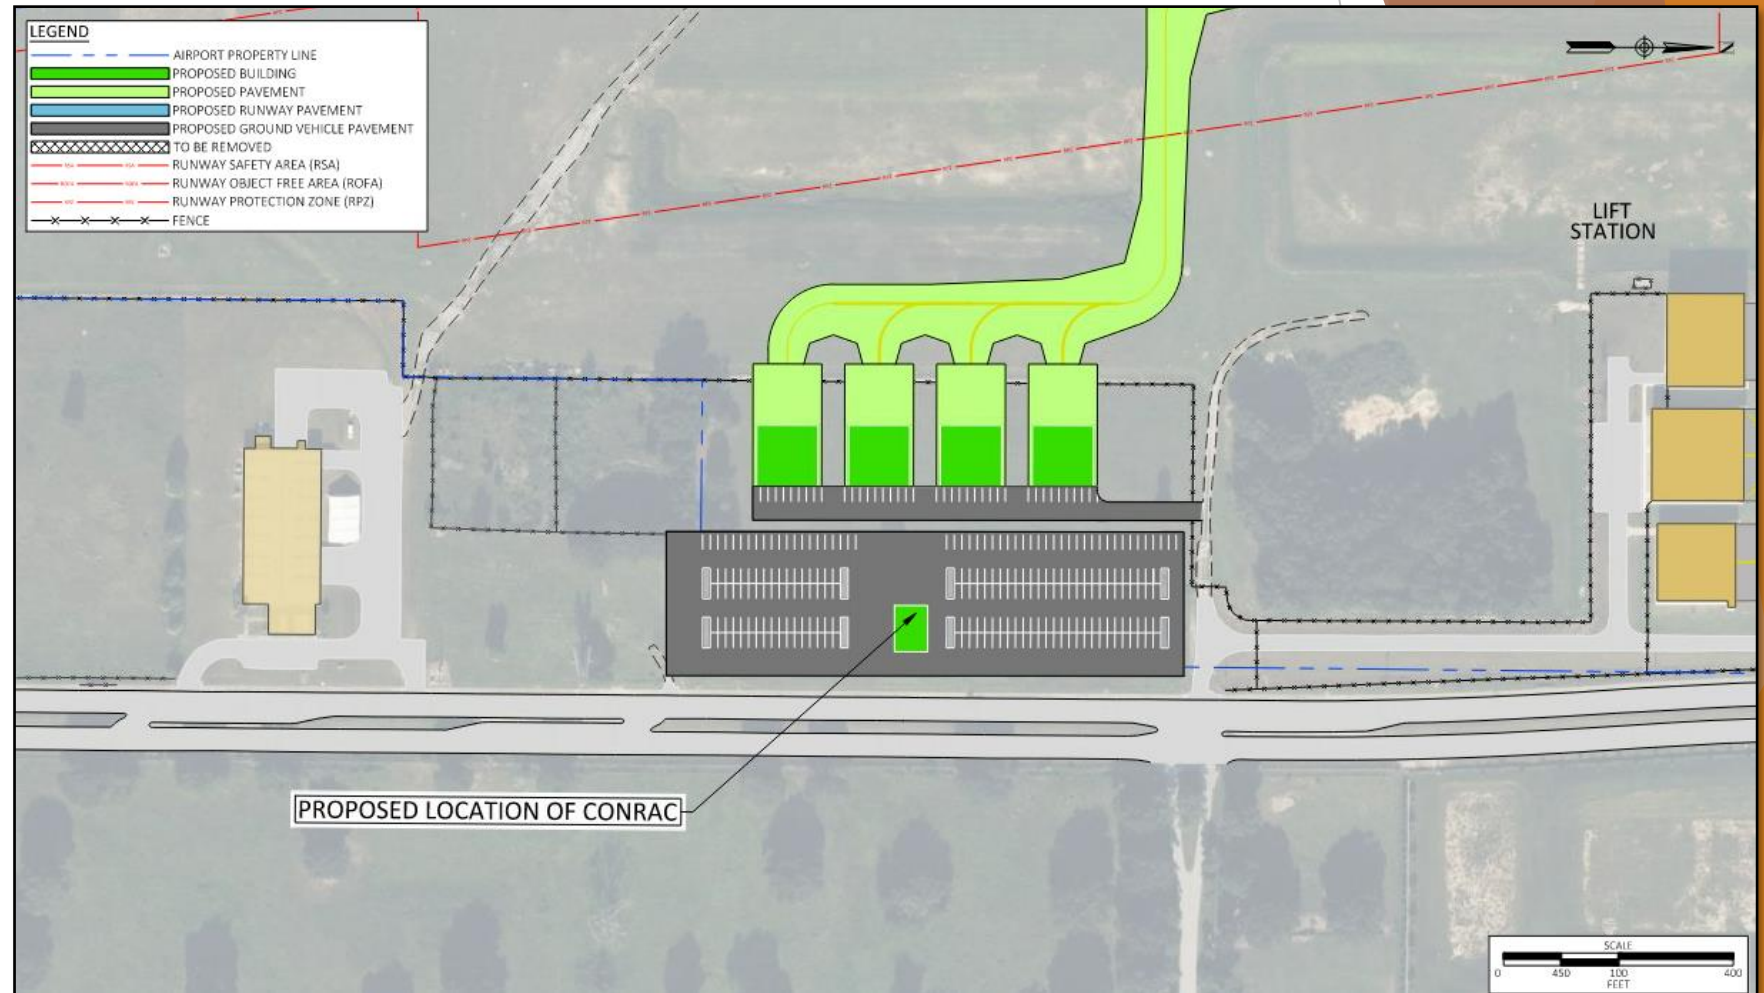 LEGEND
AIRPORT PROPERTY LINE
PROPOSED BUILDING
PROPOSED PAVEMENT
PROPOSED RUNWAY PAVEMENT
PROPOSED GROUND VEHICLE PAVEMENT
TO BE REMOVED
RUNWAY SAFETY AREA (RSA)
RUNWAY OBJECT FREE AREA (ROFA)
RUNWAY PROTECTION ZONE (RPZ)
FENCE
LIFT
STATION
PROPOSED LOCATION OF CONRAC
SCALE
0 450 100 400
FEET